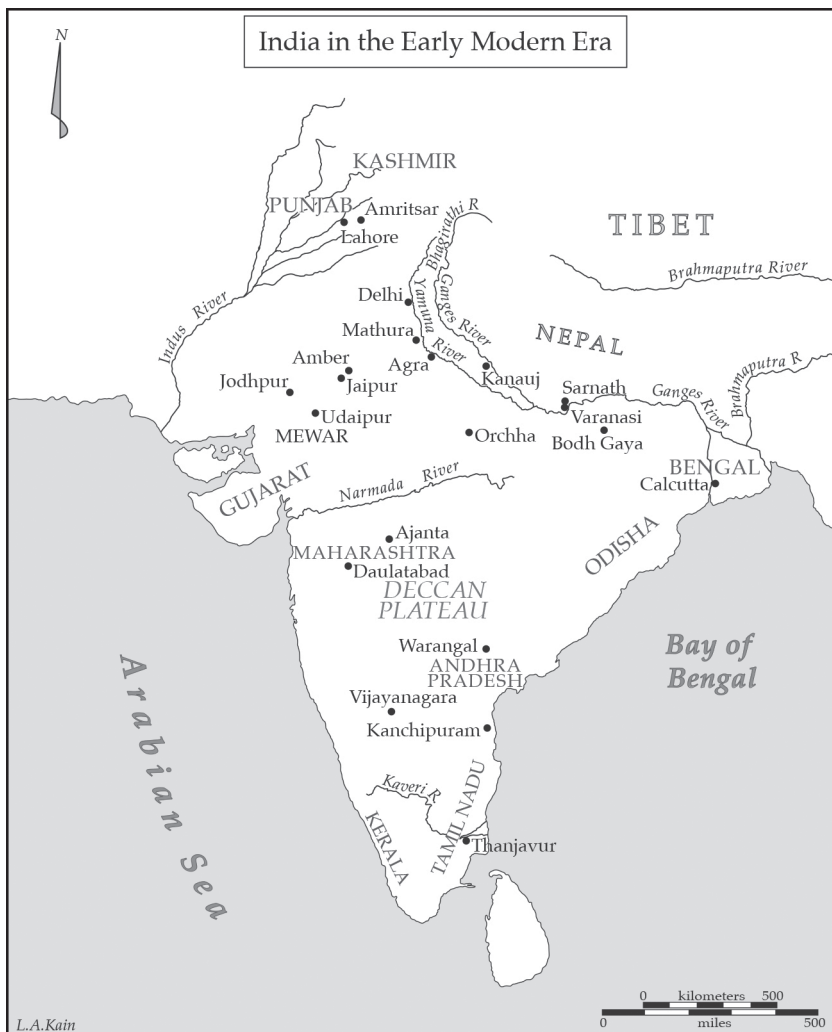 India in the Early Modern Era
N
KASHMIR
PUNJAB
Amritsar
Lahore
TIBET
Bhagirathi R
Brahmaputra River
Delhi
Yamuna River
Ganges River
Indus River
Mathura
NEPAL
Amber
Agra
Kanauj
Jodhpur
Jaipur
Sarnath
Ganges River
Brahmaputra R
Udaipur
Varanasi
MEWAR
Orchha
Bodh Gaya
BENGAL
GUJARAT
Narmada River
Calcutta
Ajanta
ODISHA
MAHARASHTRA
Daulatabad
DECCAN
PLATEAU
Warangal
Bay of
Bengal
ANDHRA
PRADESH
Arabian Sea
Vijayanagara
Kanchipuram
Kaveri R
TAMIL NADU
KERALA
Thanjavur
0 kilometers 500
0 miles 500
L.A.Kain